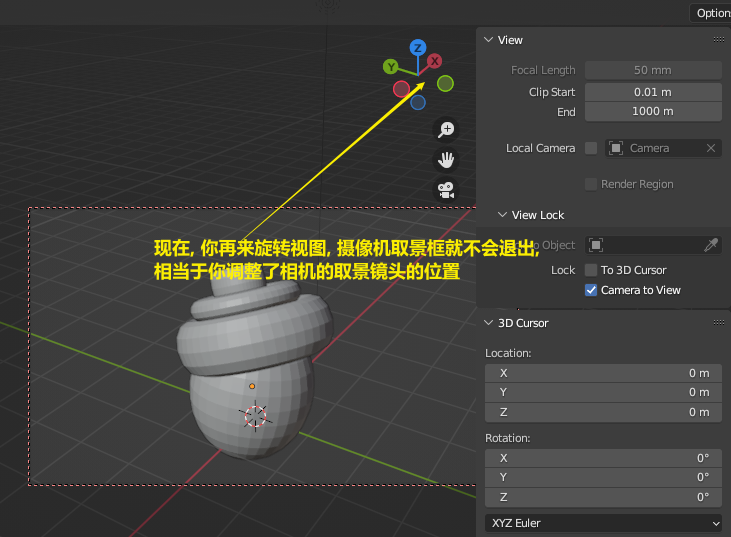 Option
View
Z
X
Y
Focal Length 50 mm
Clip Start 0.01 m
End 1000 m
Local Camera Camera
Render Region
View Lock
现在, 你再来旋转视图, 摄像机取景框就不会退出,
Object
相当于你调整了相机的取景镜头的位置
Lock To 3D Cursor
Camera to View
3D Cursor
Location:
X 0 m
Y 0 m
Z 0 m
Rotation:
X 0°
Y 0°
Z 0°
XYZ Euler